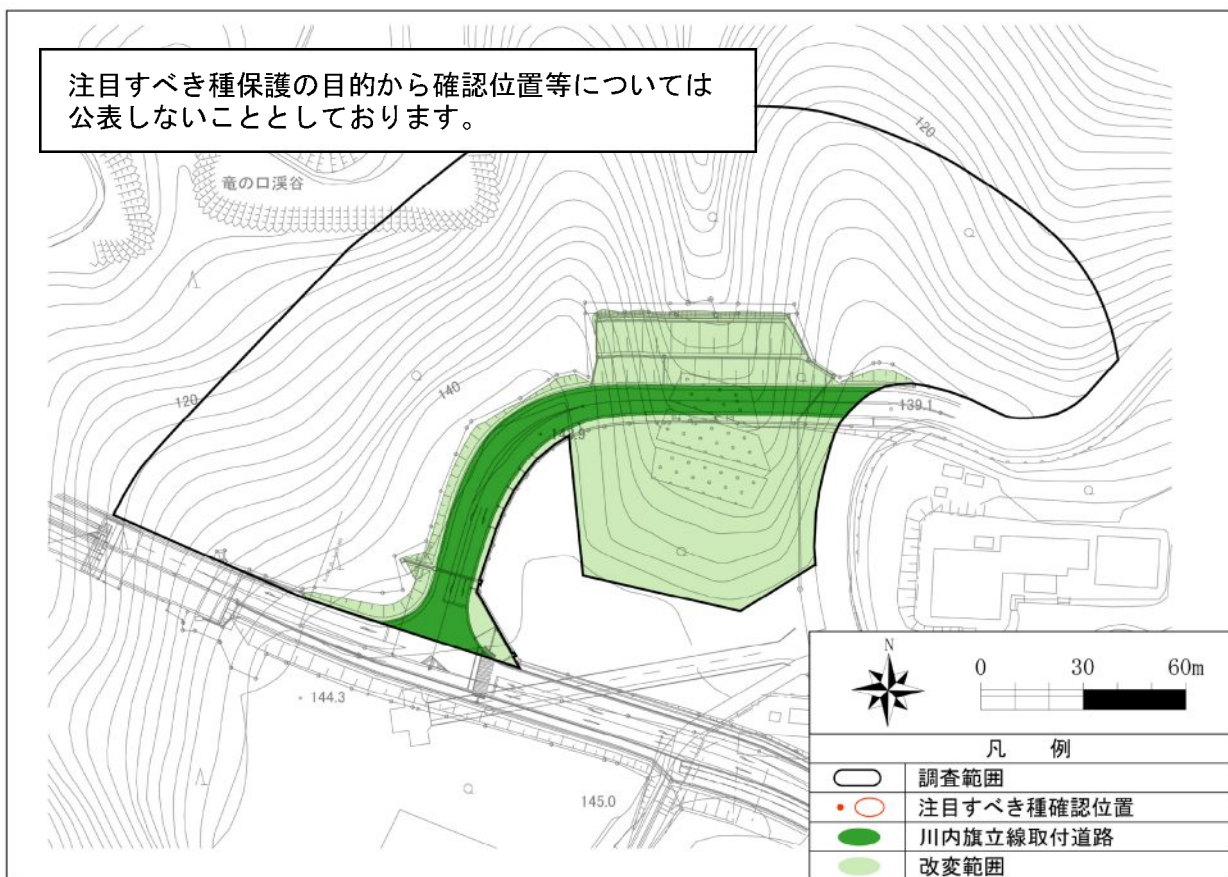 注目すべき種保護の目的から確認位置等については
公表しないこととしております。
竜の口渓谷
120
120
140
139.1
144.3
145.0
N
0 30 60m
凡 例
調査範囲
注目すべき種確認位置
川内旗立線取付道路
改変範囲